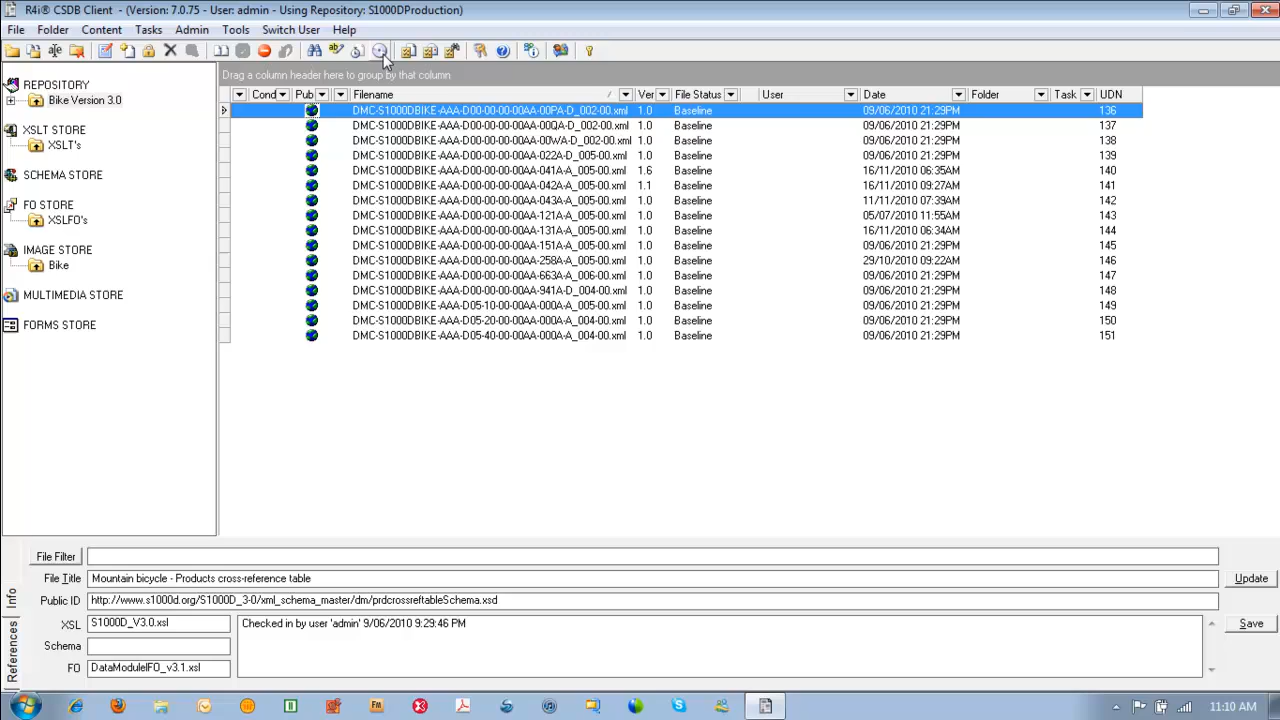 R4i® CSDB Client - (Version: 7.0.75 - User: admin - Using Repository: S1000DProduction)
File Folder Content Tasks Admin Tools Switch User Help
Drag a column header here to group by that column
REPOSITORY
Bike Version 3.0
XSLT STORE
XSLT's
SCHEMA STORE
FO STORE
XSLFO's
IMAGE STORE
Bike
MULTIMEDIA STORE
FORMS STORE
Cond Pub Filename Ver File Status User Date Folder Task UDN
DMC-S1000DBIKE-AAA-D00-00-00-00AA-00PA-D_002-00.xml 1.0 Baseline 09/06/2010 21:29PM 136
DMC-S1000DBIKE-AAA-D00-00-00-00AA-00QA-D_002-00.xml 1.0 Baseline 09/06/2010 21:29PM 137
DMC-S1000DBIKE-AAA-D00-00-00-00AA-00WA-D_002-00.xml 1.0 Baseline 09/06/2010 21:29PM 138
DMC-S1000DBIKE-AAA-D00-00-00-00AA-022A-D_005-00.xml 1.0 Baseline 09/06/2010 21:29PM 139
DMC-S1000DBIKE-AAA-D00-00-00-00AA-041A-A_005-00.xml 1.6 Baseline 16/11/2010 06:35AM 140
DMC-S1000DBIKE-AAA-D00-00-00-00AA-042A-A_005-00.xml 1.1 Baseline 16/11/2010 09:27AM 141
DMC-S1000DBIKE-AAA-D00-00-00-00AA-043A-A_005-00.xml 1.0 Baseline 11/11/2010 07:39AM 142
DMC-S1000DBIKE-AAA-D00-00-00-00AA-121A-A_005-00.xml 1.0 Baseline 05/07/2010 11:55AM 143
DMC-S1000DBIKE-AAA-D00-00-00-00AA-131A-A_005-00.xml 1.0 Baseline 16/11/2010 06:34AM 144
DMC-S1000DBIKE-AAA-D00-00-00-00AA-151A-A_005-00.xml 1.0 Baseline 09/06/2010 21:29PM 145
DMC-S1000DBIKE-AAA-D00-00-00-00AA-258A-A_005-00.xml 1.0 Baseline 29/10/2010 09:22AM 146
DMC-S1000DBIKE-AAA-D00-00-00-00AA-663A-A_006-00.xml 1.0 Baseline 09/06/2010 21:29PM 147
DMC-S1000DBIKE-AAA-D00-00-00-00AA-941A-D_004-00.xml 1.0 Baseline 09/06/2010 21:29PM 148
DMC-S1000DBIKE-AAA-D05-10-00-00AA-000A-A_005-00.xml 1.0 Baseline 09/06/2010 21:29PM 149
DMC-S1000DBIKE-AAA-D05-20-00-00AA-000A-A_004-00.xml 1.0 Baseline 09/06/2010 21:29PM 150
DMC-S1000DBIKE-AAA-D05-40-00-00AA-000A-A_004-00.xml 1.0 Baseline 09/06/2010 21:29PM 151
Info
References
File Filter
File Title Mountain bicycle - Products cross-reference table Update
Public ID http://www.s1000d.org/S1000D_3-0/xml_schema_master/dm/prdcrossreftableSchema.xsd
XSL S1000D_V3.0.xsl Checked in by user 'admin' 9/06/2010 9:29:46 PM Save
Schema
FO DataModuleIFO_v3.1.xsl
11:10 AM